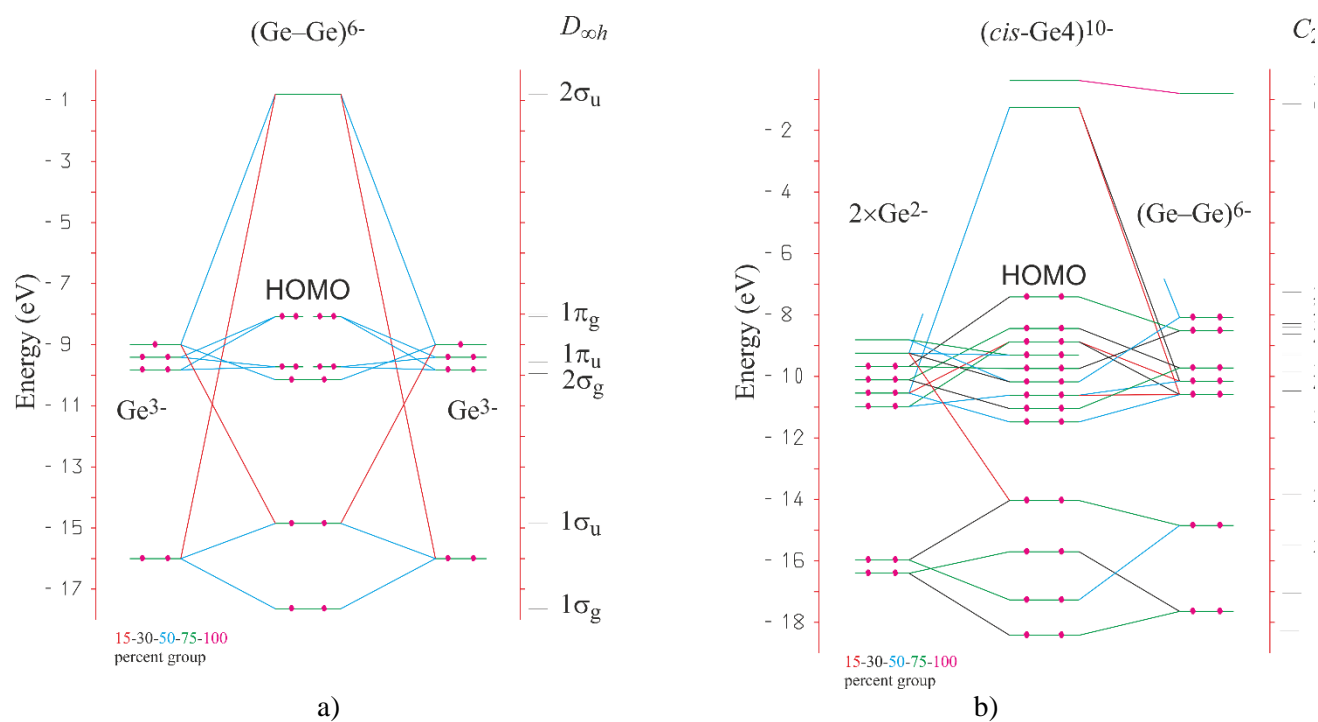 (Ge–Ge)6-
D∞h
- 1
- 3
- 5
- 7
- 9
- 11
- 13
- 15
- 17
Energy (eV)
HOMO
Ge3-
Ge3-
2σu
1πg
1πu
2σg
1σu
1σg
15-30-50-75-100
percent group
a)
(cis-Ge4)10-
C2
- 2
- 4
- 6
- 8
- 10
- 12
- 14
- 16
- 18
Energy (eV)
2×Ge2-
(Ge–Ge)6-
HOMO
15-30-50-75-100
percent group
b)